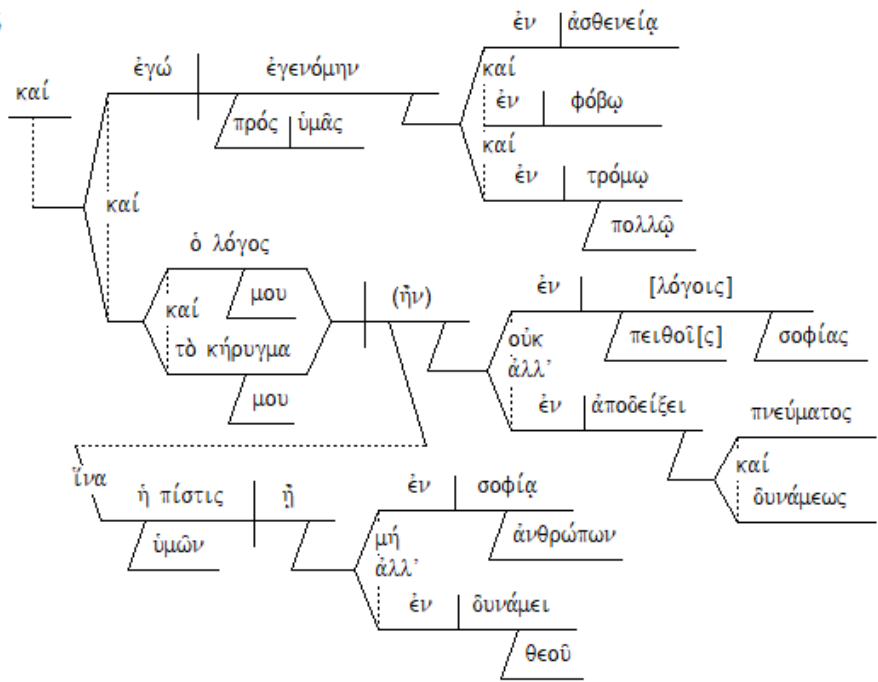 ἐν ἀσθενείᾳ
ἐγώ ἐγενόμην καί
καί ἐν φόβῳ
πρός ὑμᾶς
καί
ἐν τρόμῳ
καί
πολλῷ
ὁ λόγος
ἐν [λόγοις]
μου (ἦν)
καί οὐκ πειθοῖ[ς] σοφίας
τὸ κήρυγμα ἀλλ’
ἐν ἀποδείξει πνεύματος
μου
καί
ἵνα ἐν σοφίᾳ δυνάμεως
ἡ πίστις ᾖ
ὑμῶν μή ἀνθρώπων
ἀλλ’
ἐν δυνάμει
θεοῦ